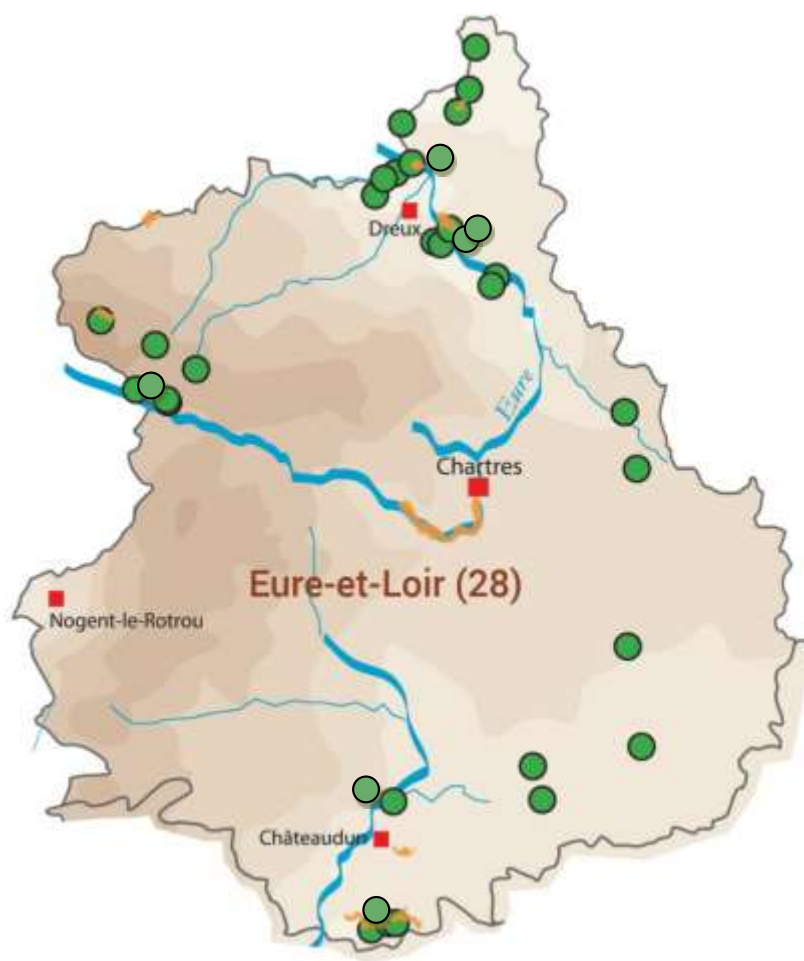 Dreux
Eure
Chartres
Eure-et-Loir (28)
Nogent-le-Rotrou
Châteaudun